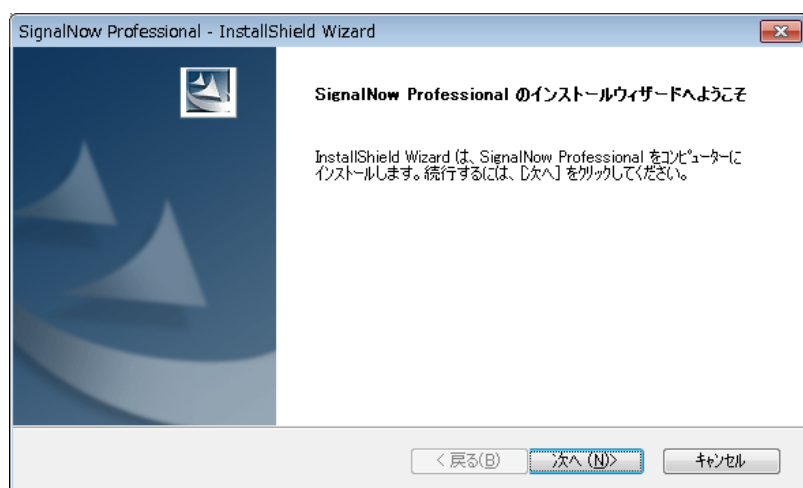 SignalNow Professional - InstallShield Wizard
SignalNow Professional のインストールウィザードへようこそ
InstallShield Wizard は、SignalNow Professional をコンピューターに
インストールします。続行するには、[次へ] をクリックしてください。
< 戻る(B)
次へ (N)>
キャンセル